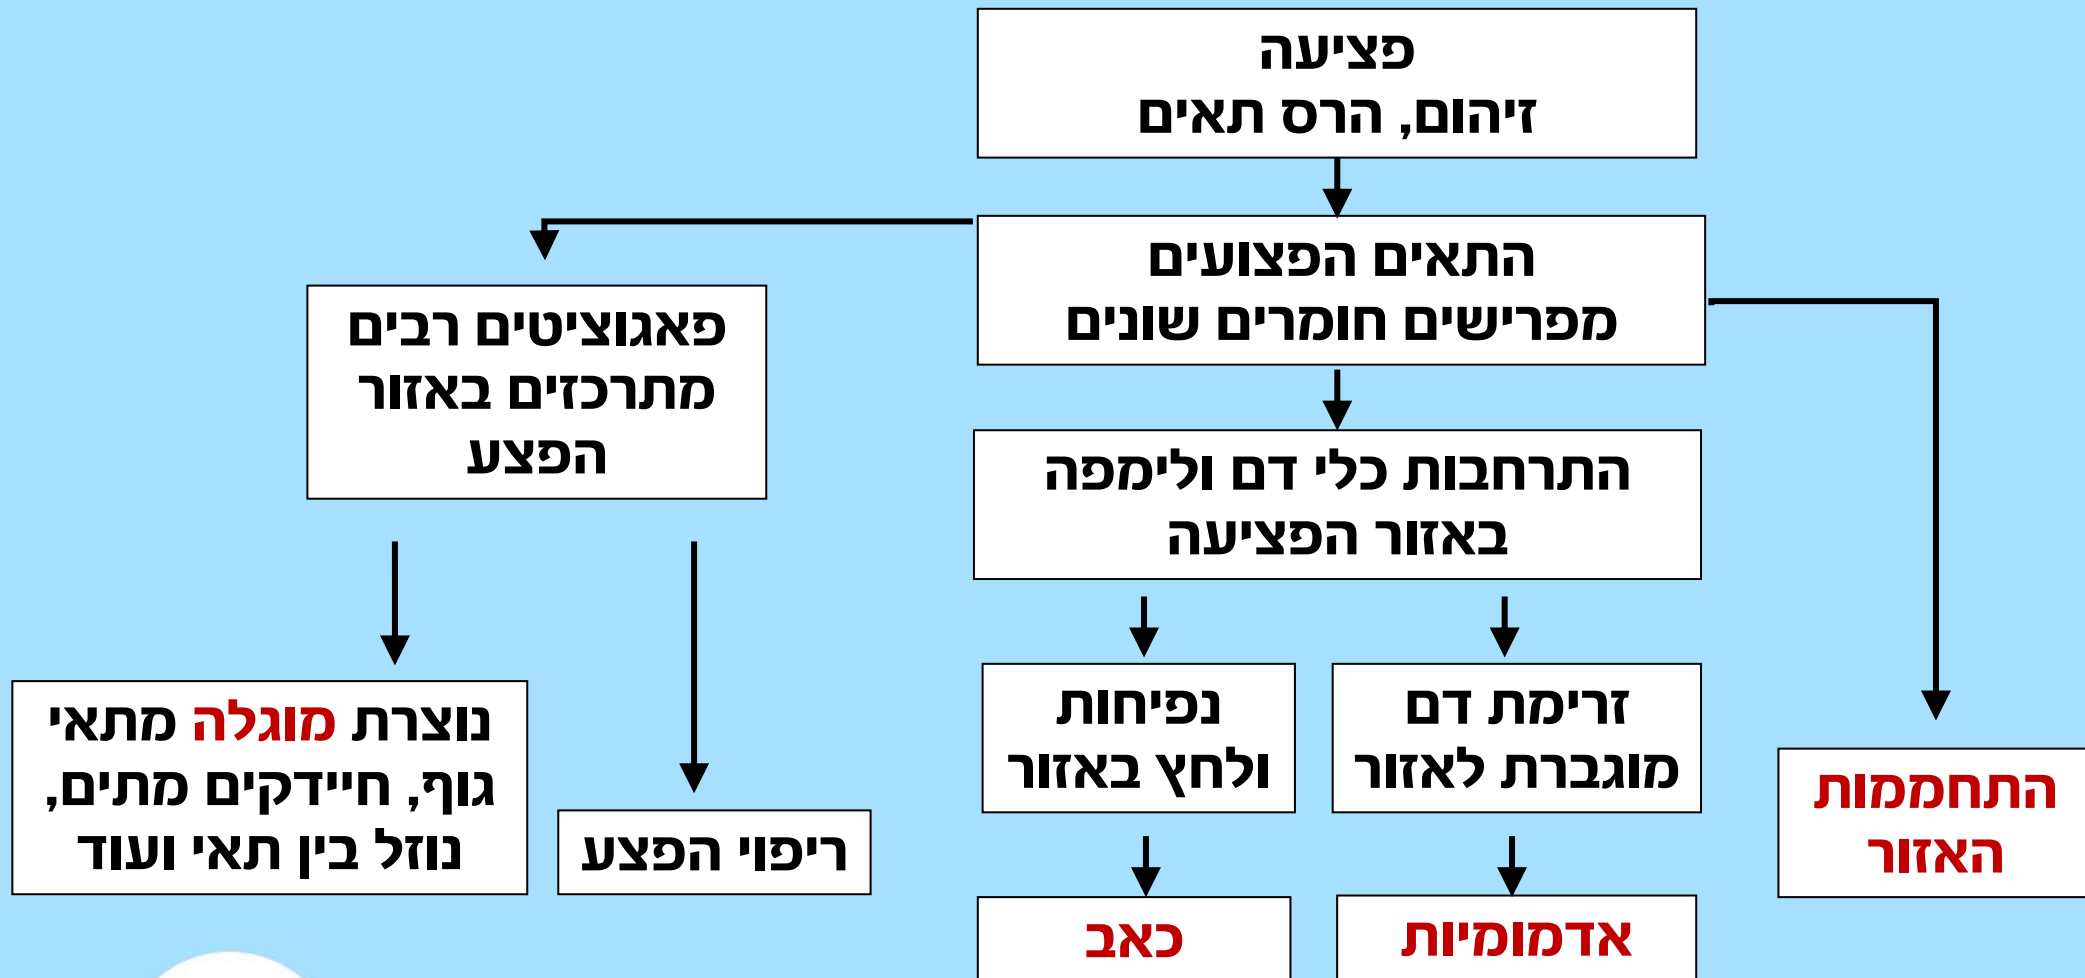 פציעה
זיהום, הרס תאים
התאים הפצועים
מפרישים חומרים שונים
פאגוציטים רבים
מתרכזים באזור
הפצע
התרחבות כלי דם ולימפה
באזור הפציעה
זרימת דם
מוגברת לאזור
נפיחות
ולחץ באזור
התחממות
האזור
נוצרת מוגלה מתאי
גוף, חיידקים מתים,
נוזל בין תאי ועוד
ריפוי הפצע
אדמומיות
כאב